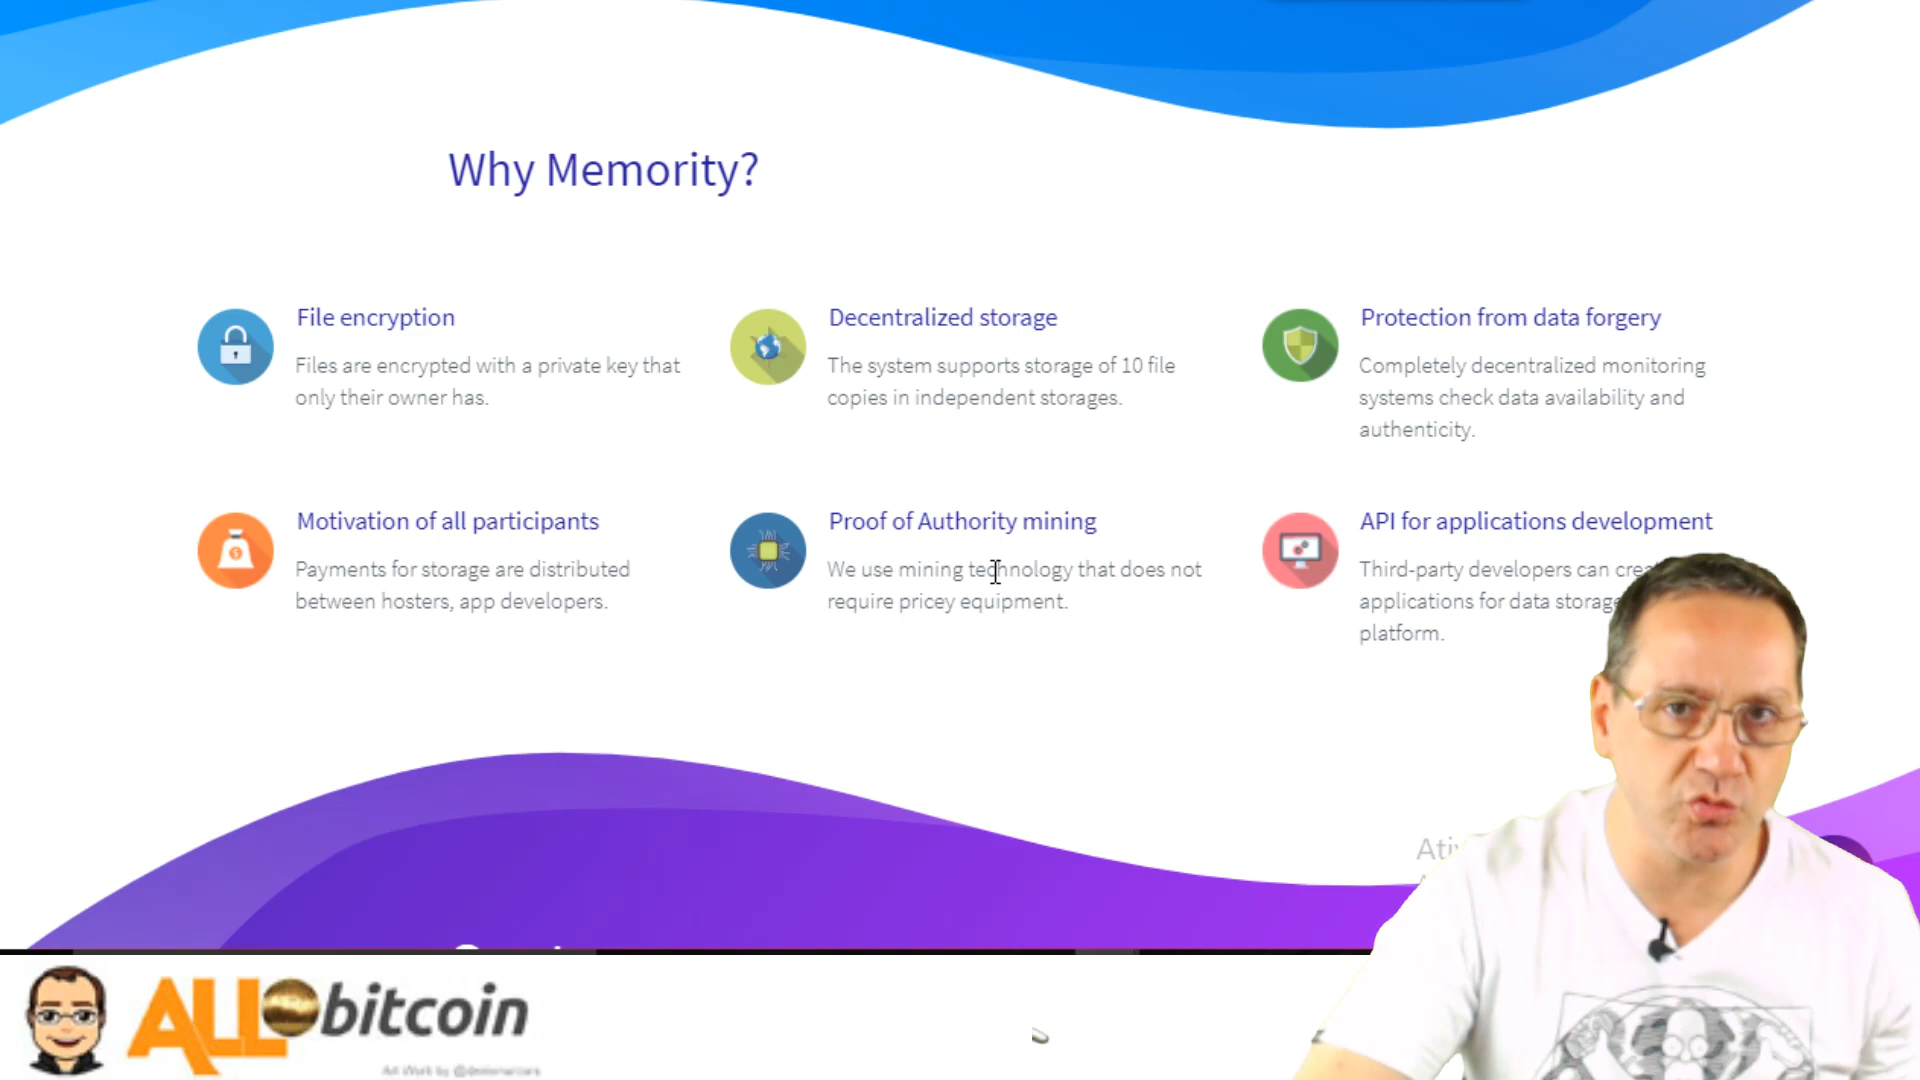 Why Memority?
File encryption
Files are encrypted with a private key that
only their owner has.
Decentralized storage
The system supports storage of 10 file
copies in independent storages.
Protection from data forgery
Completely decentralized monitoring
systems check data availability and
authenticity.
Motivation of all participants
Payments for storage are distributed
between hosters, app developers.
Proof of Authority mining
We use mining technology that does not
require pricey equipment.
API for applications development
Third-party developers can
applications for data storage
platform.
ALL bitcoin
Art Work by